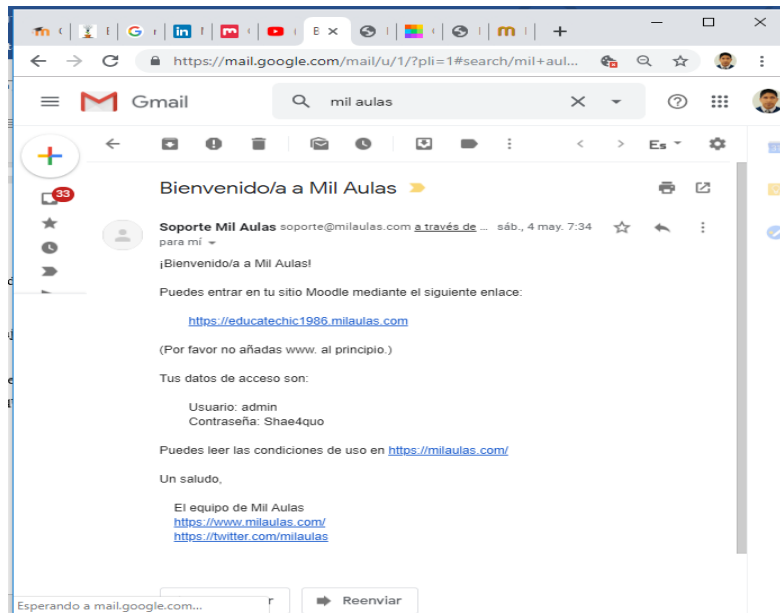 https://mail.google.com/mail/u/1/?pli=1#search/mil+aul...
Gmail
mil aulas
Es
33
Bienvenido/a a Mil Aulas
Soporte Mil Aulas soporte@milaulas.com a través de ... sáb., 4 may. 7:34
para mí
¡Bienvenido/a a Mil Aulas!
Puedes entrar en tu sitio Moodle mediante el siguiente enlace:
https://educatechic1986.milaulas.com
(Por favor no añadas www. al principio.)
Tus datos de acceso son:
Usuario: admin
Contraseña: Shae4quo
Puedes leer las condiciones de uso en https://milaulas.com/
Un saludo,
El equipo de Mil Aulas
https://www.milaulas.com/
https://twitter.com/milaulas
Reenviar
Esperando a mail.google.com...